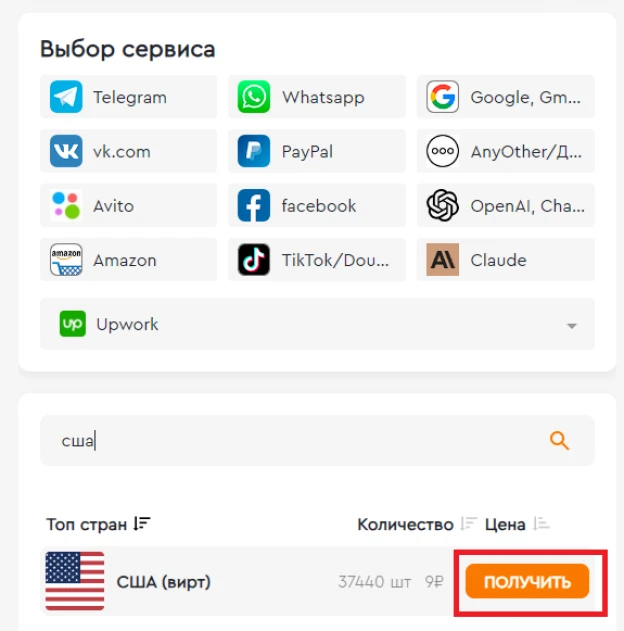 Выбор сервиса
Telegram Whatsapp Google, Gm...
vk.com PayPal AnyOther/Д...
Avito facebook OpenAI, Cha...
amazon Amazon TikTok/Dou... Claude
up Upwork
сша
Топ стран Количество Цена
США (вирт) 37440 шт 9₽ ПОЛУЧИТЬ